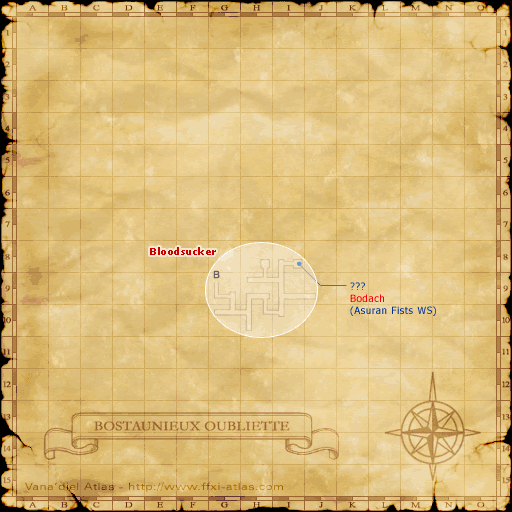 A B C D E F G H I J K L M N O
1
2
3
4
5
6
7
Bloodsucker
8
B
???
9
Bodach
(Asuran Fists WS)
10
11
12
13
BOSTAUNIEUX OUBLIETTE
14
Vana'diel Atlas - http://www.ffxi-atlas.com
15
A B C D E F G H I J K L M N O